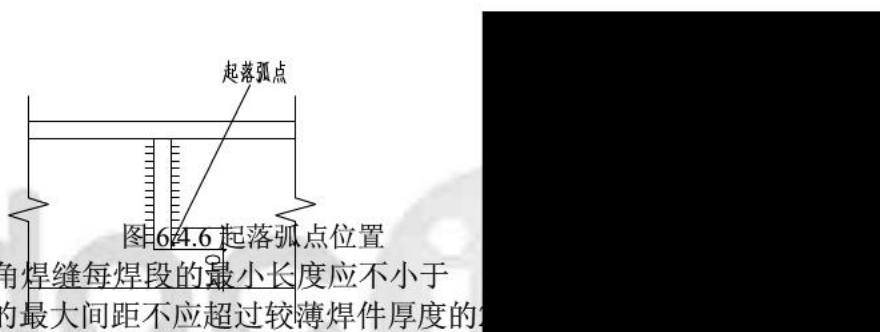 起落弧点
图 6.4.6 起落弧点位置
角焊缝每焊段的最小长度应不小于
的最大间距不应超过较薄焊件厚度的